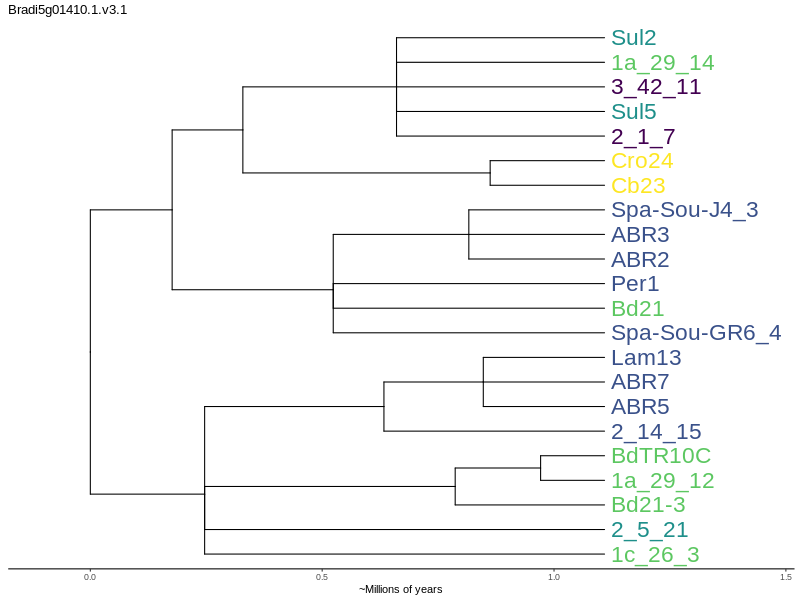 Bradi5g01410.1.v3.1
Sul2
1a_29_14
3_42_11
Sul5
2_1_7
Cro24
Cb23
Spa-Sou-J4_3
ABR3
ABR2
Per1
Bd21
Spa-Sou-GR6_4
Lam13
ABR7
ABR5
2_14_15
BdTR10C
1a_29_12
Bd21-3
2_5_21
1c_26_3
0.0 0.5 1.0 1.5
~Millions of years